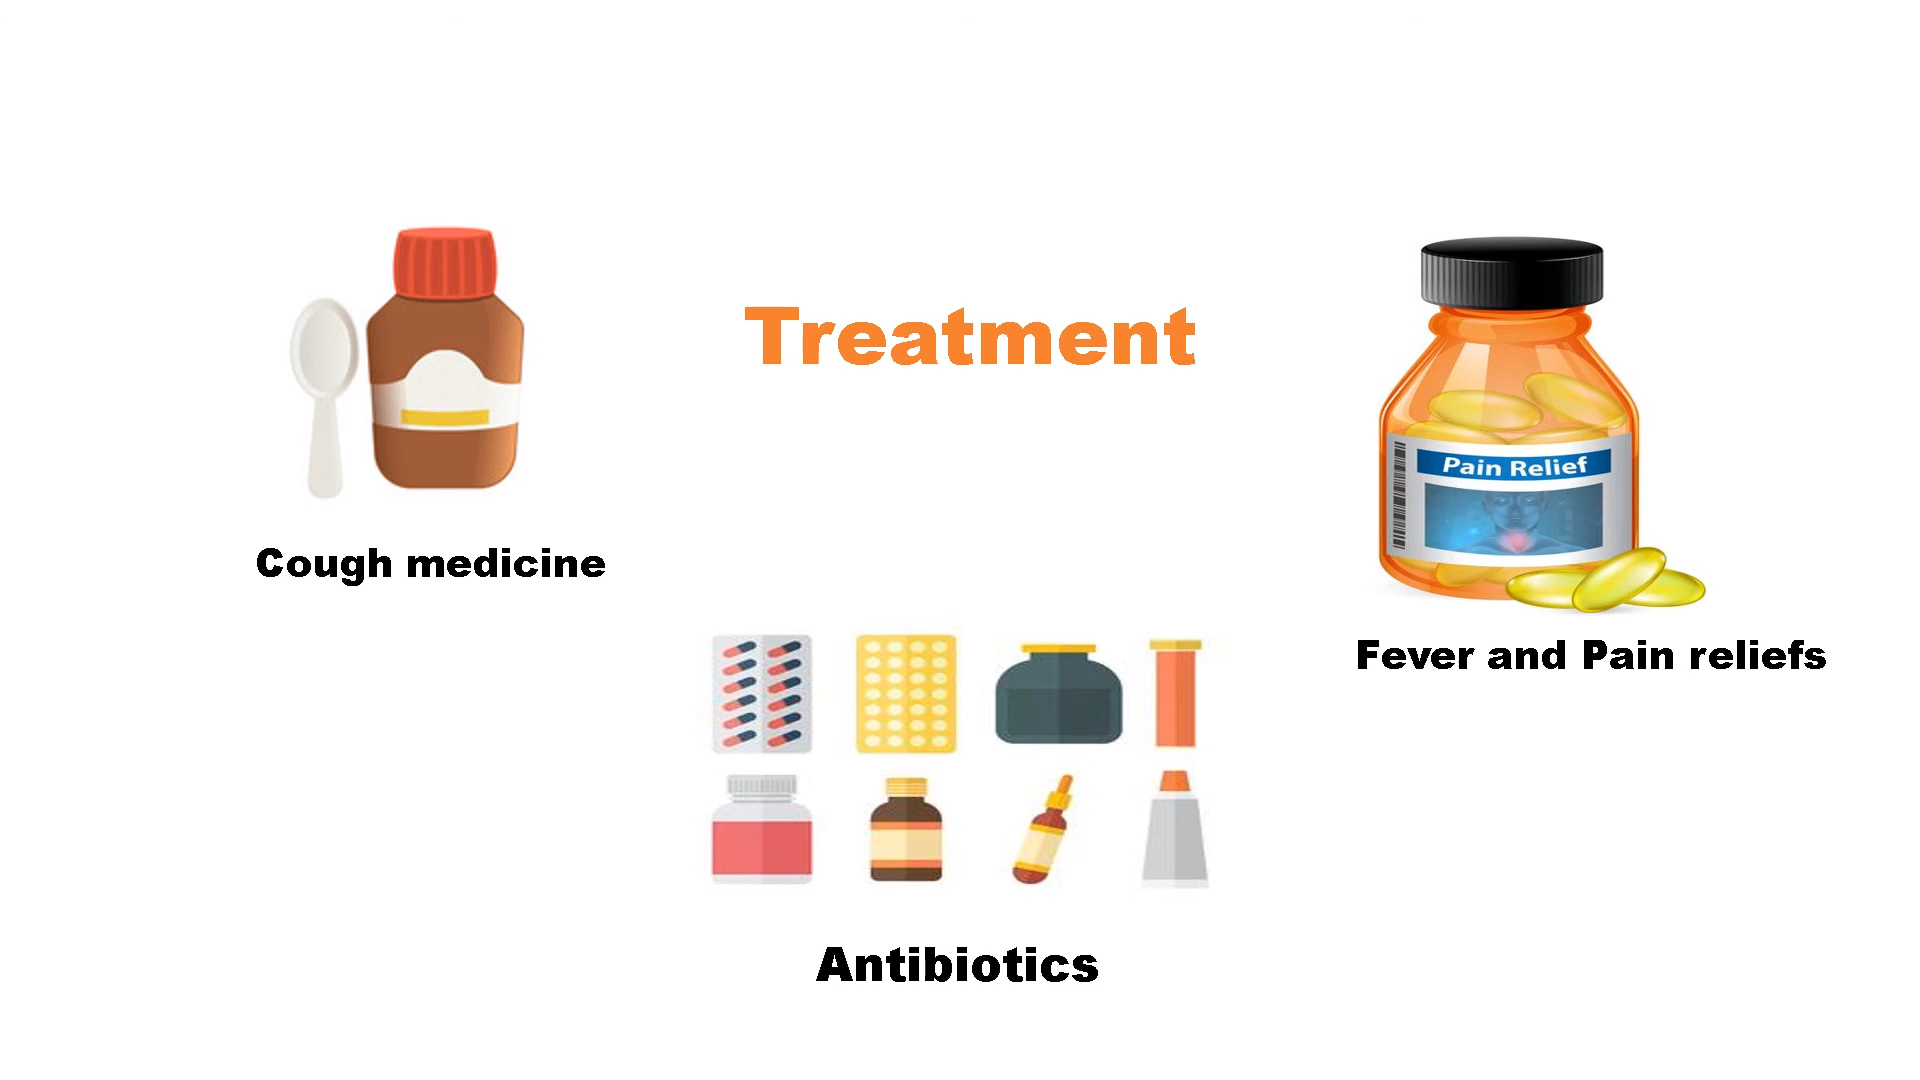 Treatment
Pain Relief
Cough medicine
Fever and Pain reliefs
Antibiotics